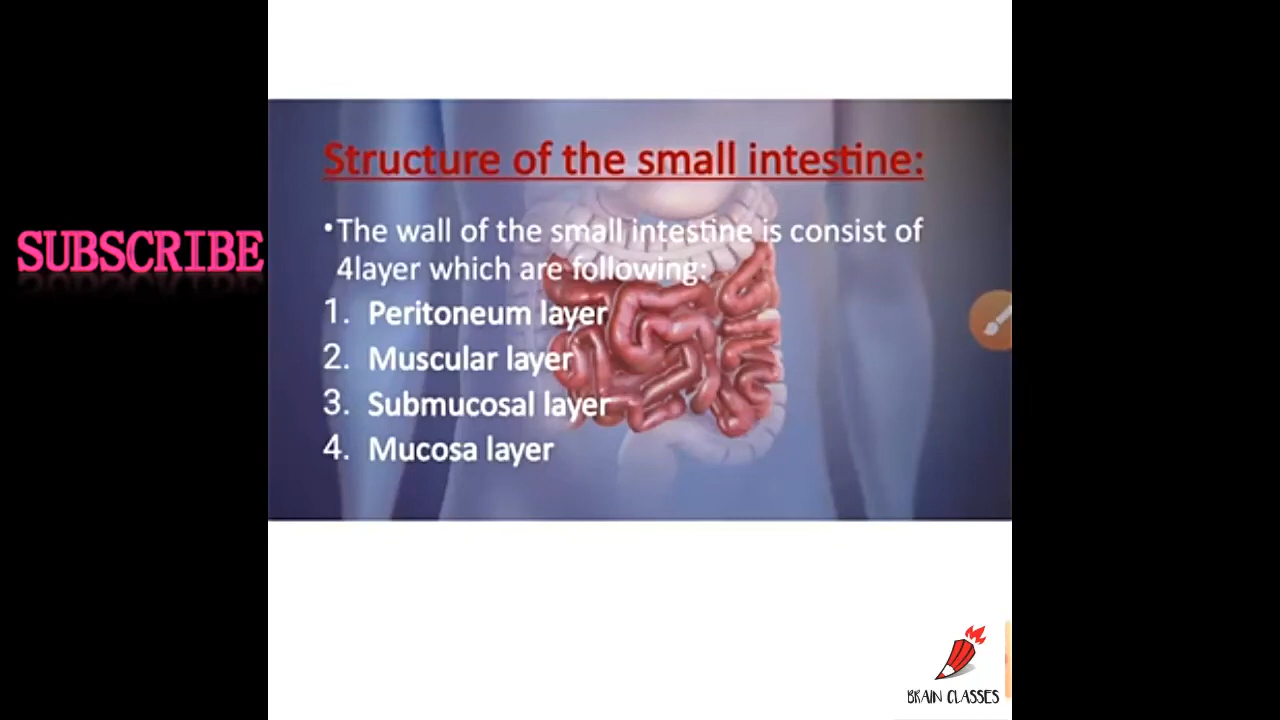 SUBSCRIBE
Structure of the small intestine:
•The wall of the small intestine is consist of
4layer which are following:
1. Peritoneum layer
2. Muscular layer
3. Submucosal layer
4. Mucosa layer
BRAIN CLASSES